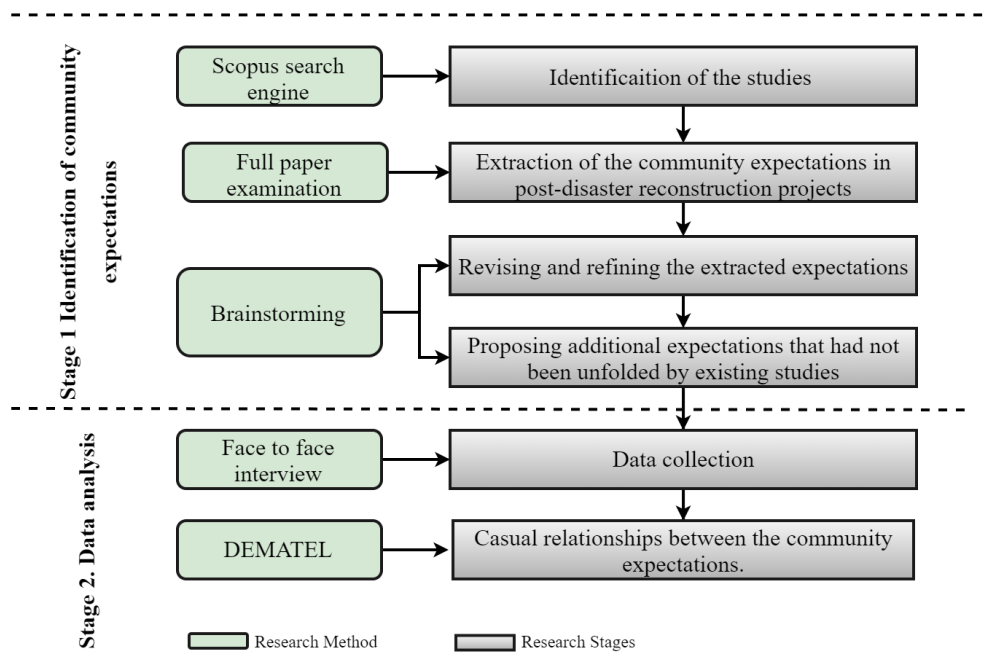 Stage 1 Identification of community
expectations
Scopus search
engine
Identificaition of the studies
Full paper
examination
Extraction of the community expectations in
post-disaster reconstruction projects
Brainstorming
Revising and refining the extracted expectations
Proposing additional expectations that had not
been unfolded by existing studies
Stage 2. Data analysis
Face to face
interview
Data collection
DEMATEL
Casual relationships between the community
expectations.
Research Method
Research Stages